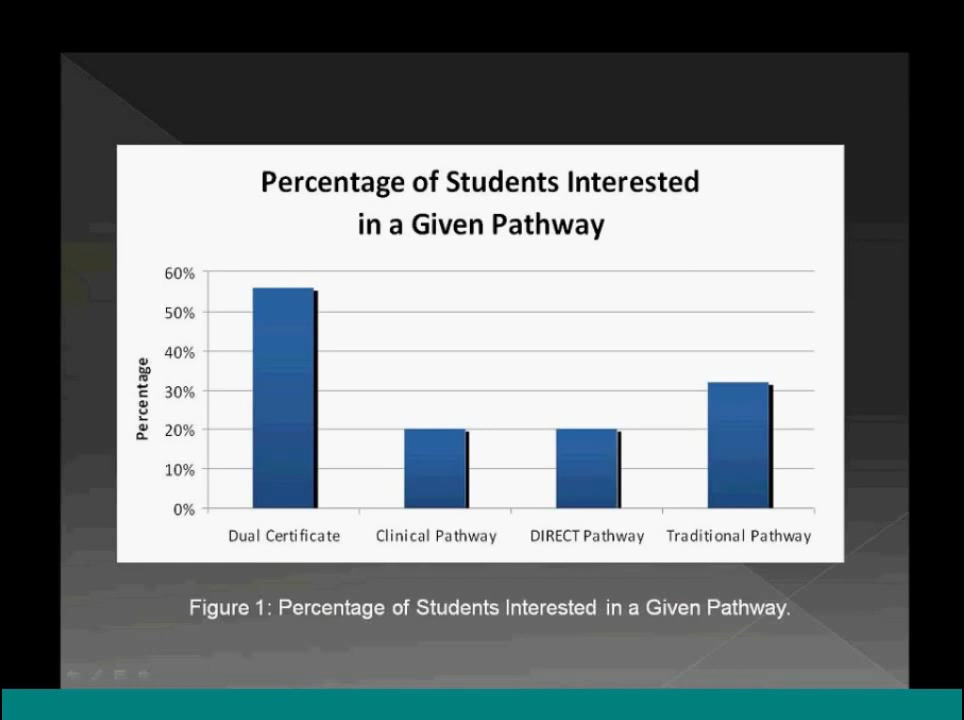 Percentage of Students Interested
in a Given Pathway
60%
50%
40%
30%
20%
10%
0%
Percentage
Dual Certificate
Clinical Pathway
DIRECT Pathway
Traditional Pathway
Figure 1: Percentage of Students Interested in a Given Pathway.